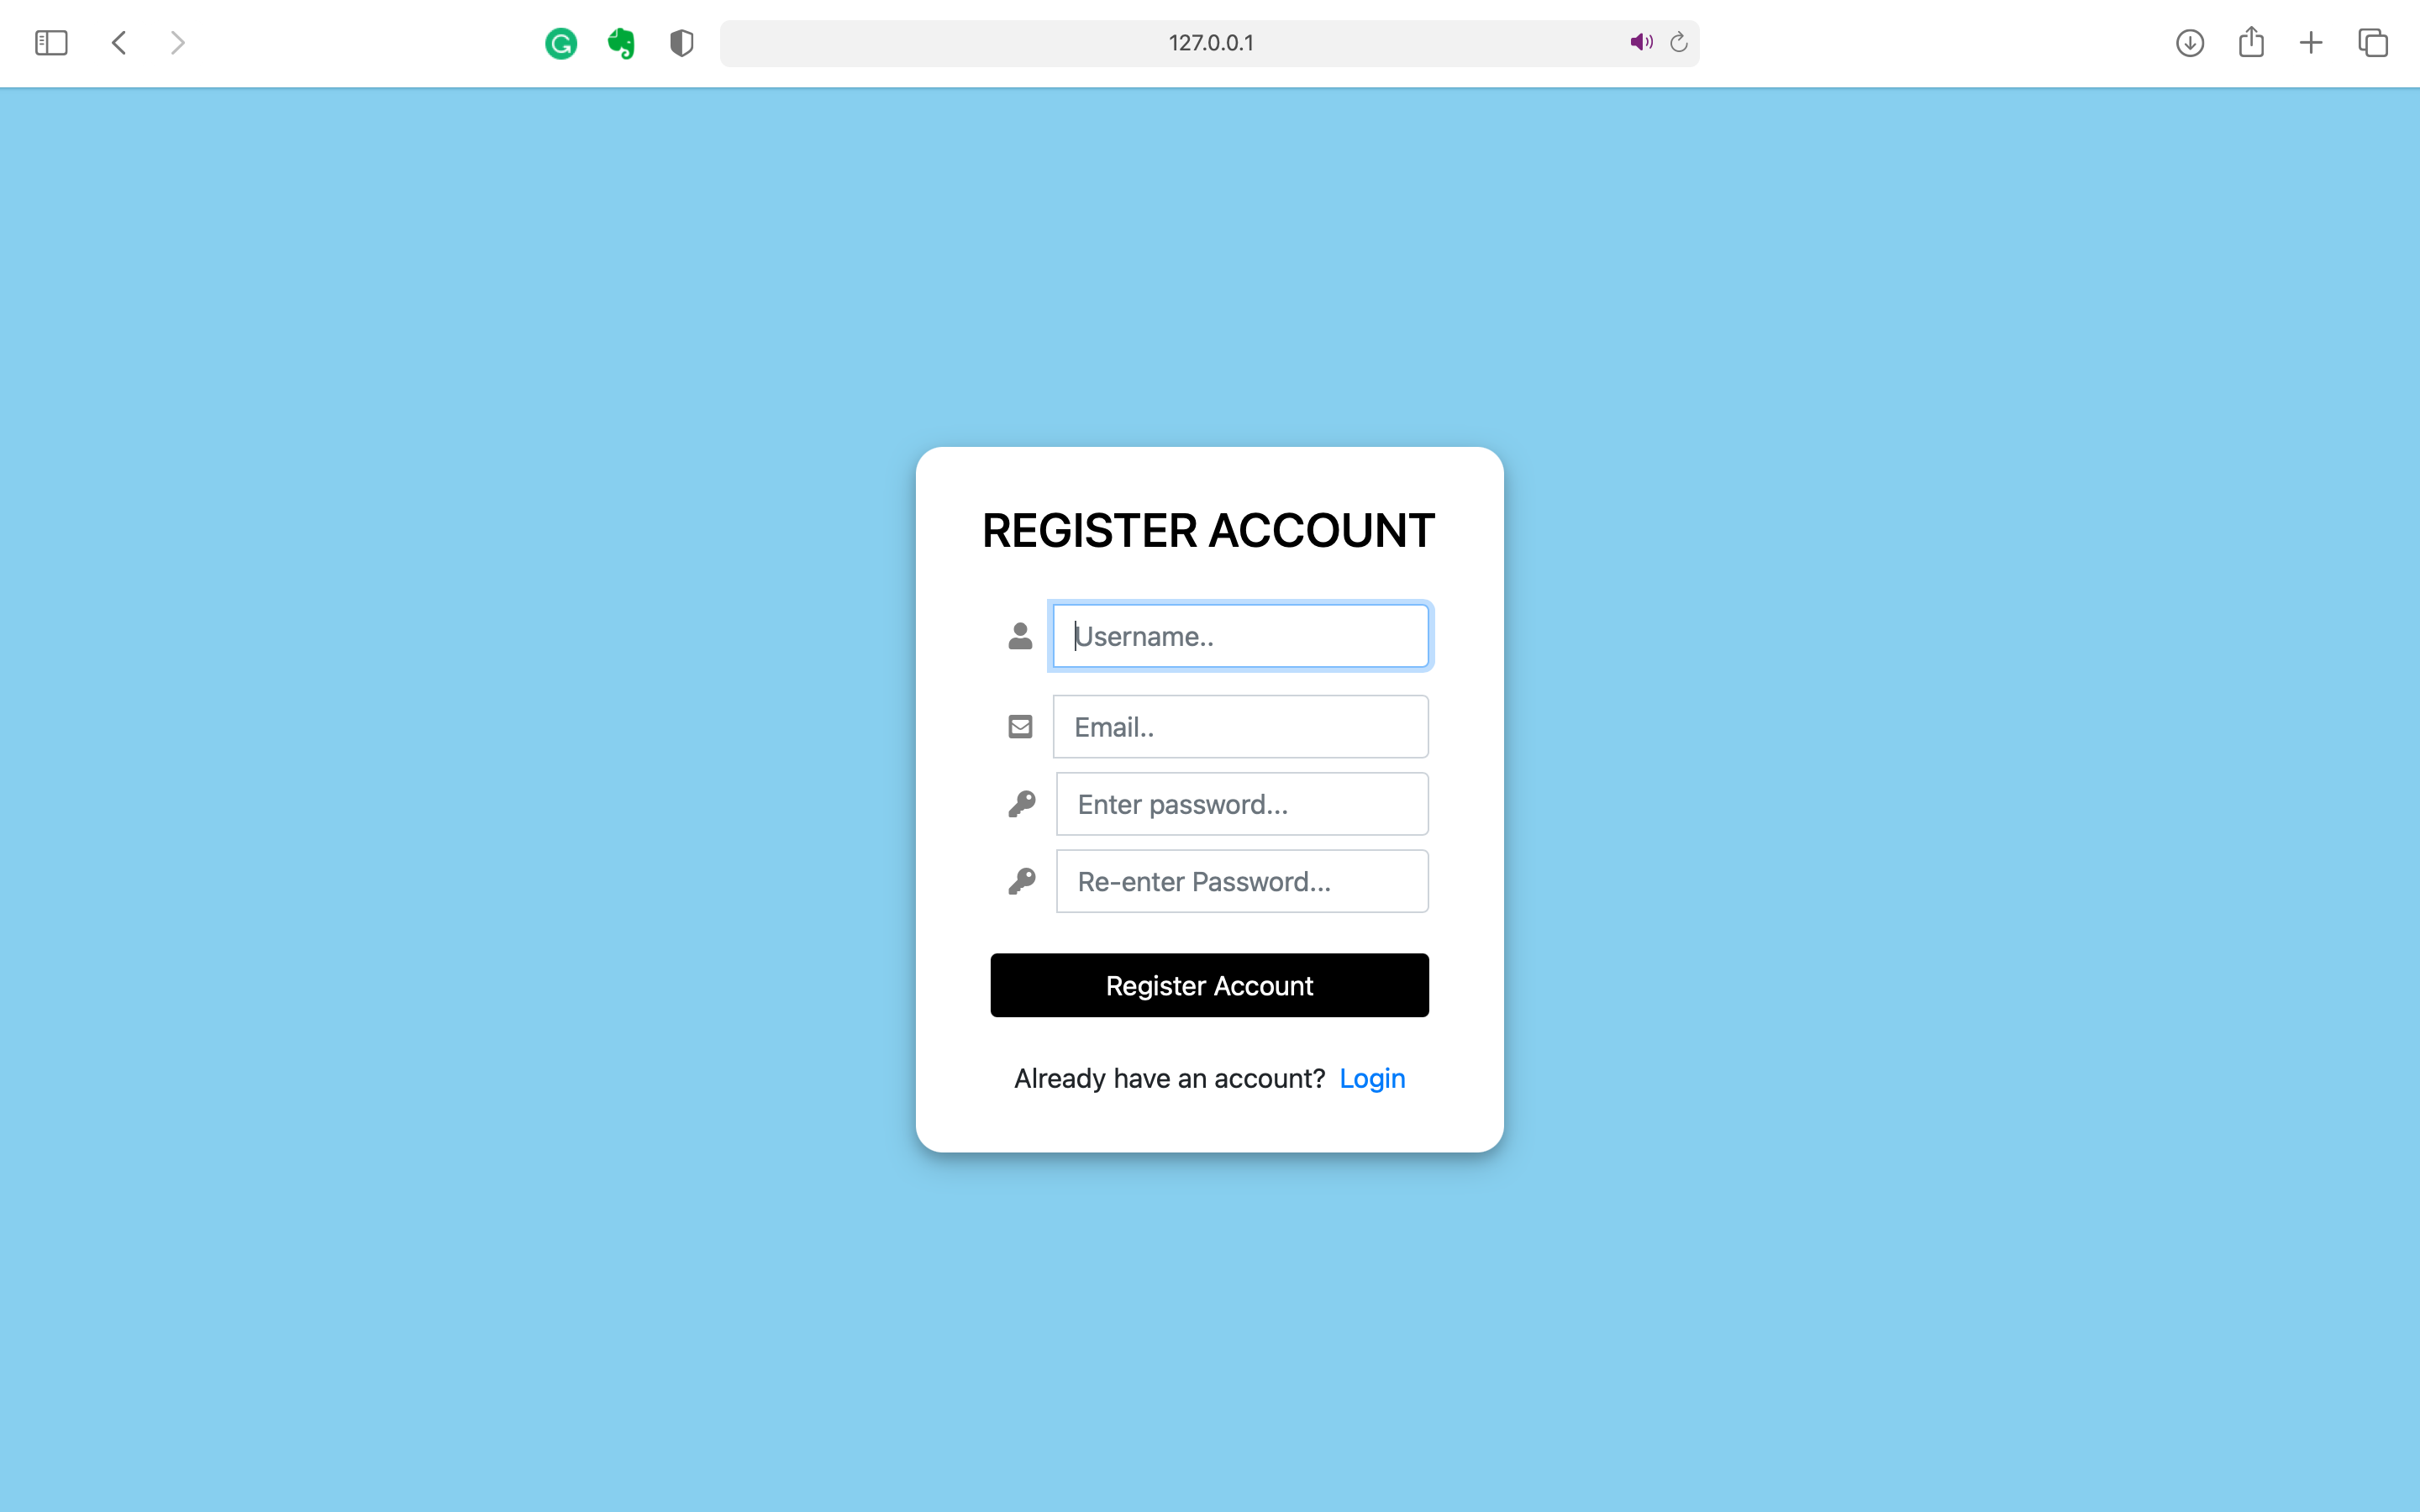 127.0.0.1
REGISTER ACCOUNT
Username..
Email..
Enter password...
Re-enter Password...
Register Account
Already have an account? Login